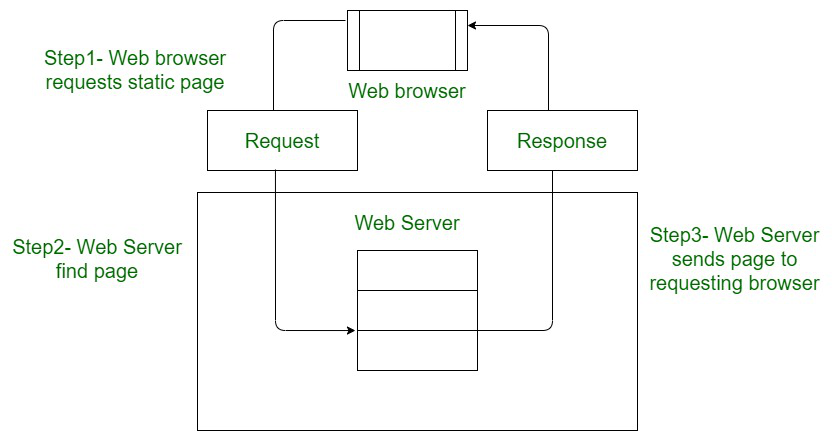 Step1- Web browser
requests static page
Web browser
Request
Response
Web Server
Step2- Web Server
find page
Step3- Web Server
sends page to
requesting browser